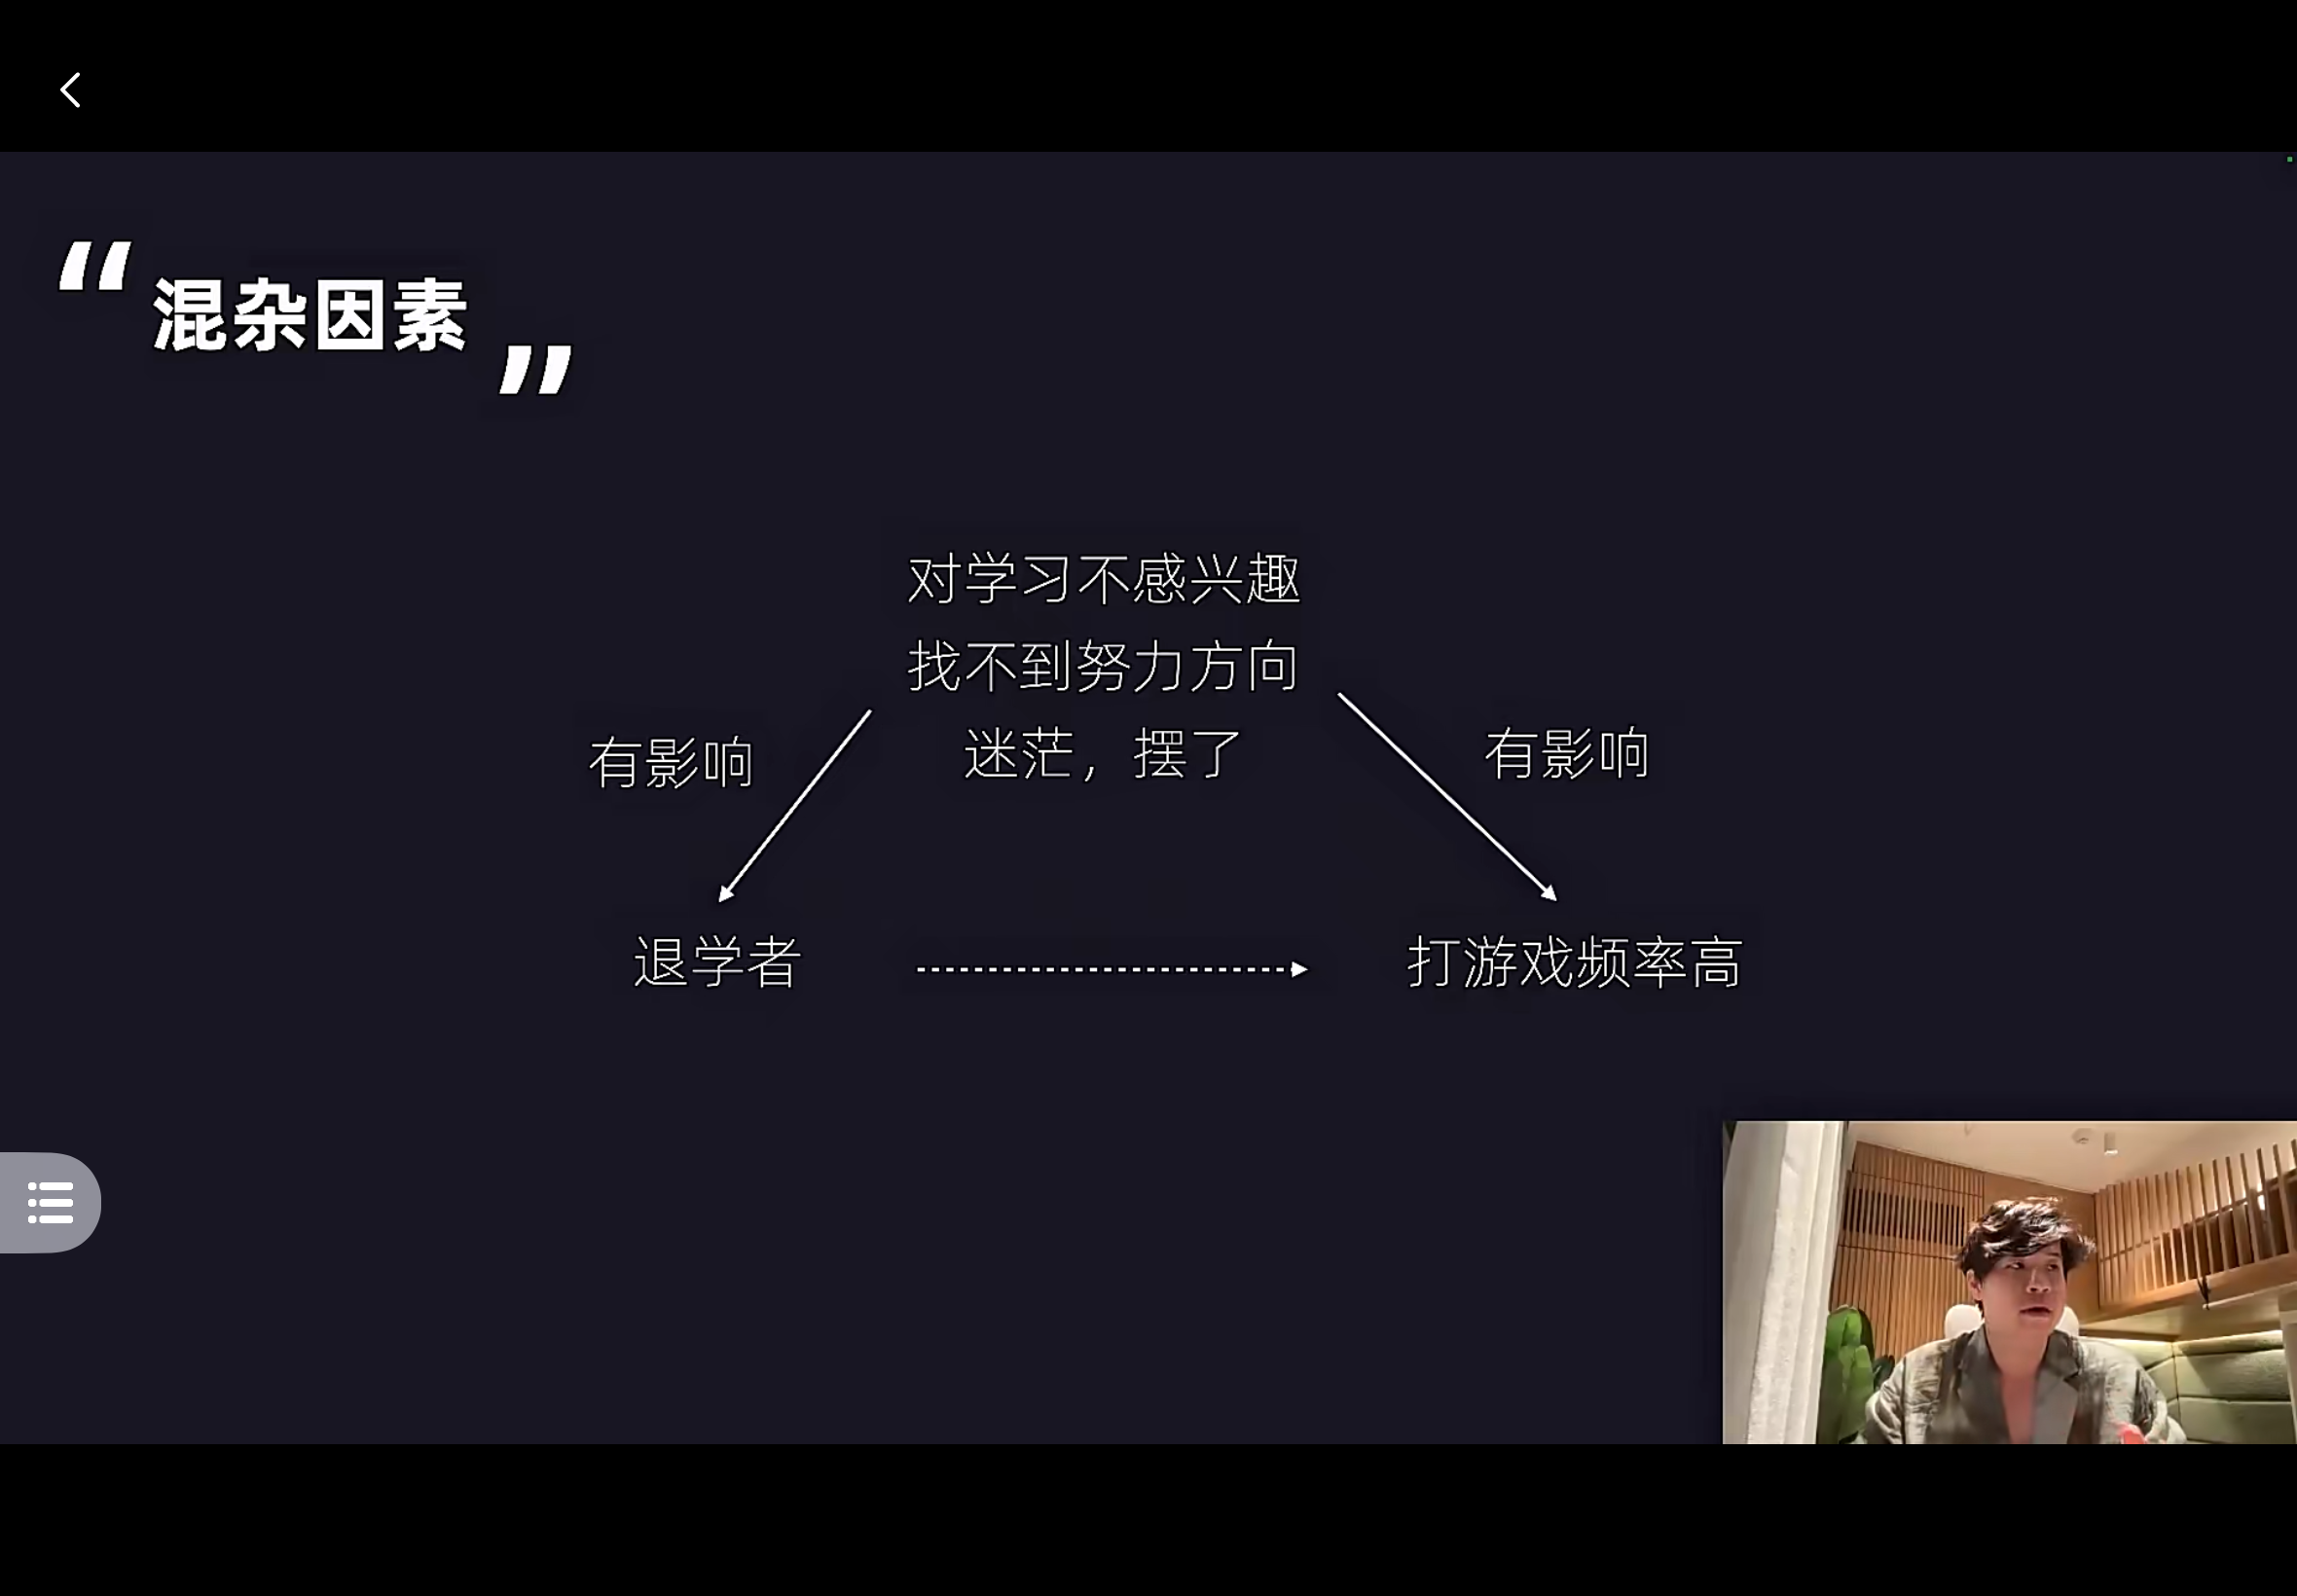 “混杂因素”
对学习不感兴趣
找不到努力方向
迷茫，摆了
有影响
有影响
退学者
打游戏频率高